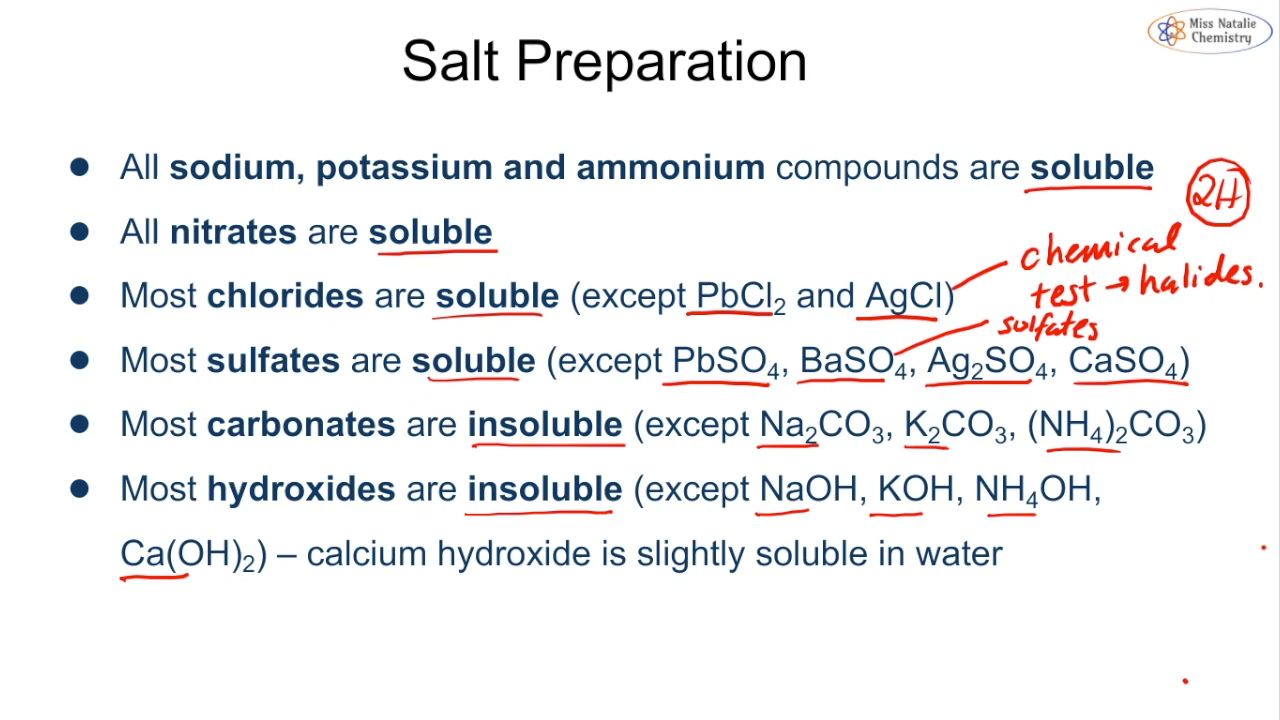 Miss Natalie
Chemistry
Salt Preparation
● All sodium, potassium and ammonium compounds are soluble
2H
● All nitrates are soluble
chemical
test → halides.
● Most chlorides are soluble (except PbCl₂ and AgCl)
sulfates
● Most sulfates are soluble (except PbSO₄, BaSO₄, Ag₂SO₄, CaSO₄)
● Most carbonates are insoluble (except Na₂CO₃, K₂CO₃, (NH₄)₂CO₃)
● Most hydroxides are insoluble (except NaOH, KOH, NH₄OH,
Ca(OH)₂) – calcium hydroxide is slightly soluble in water